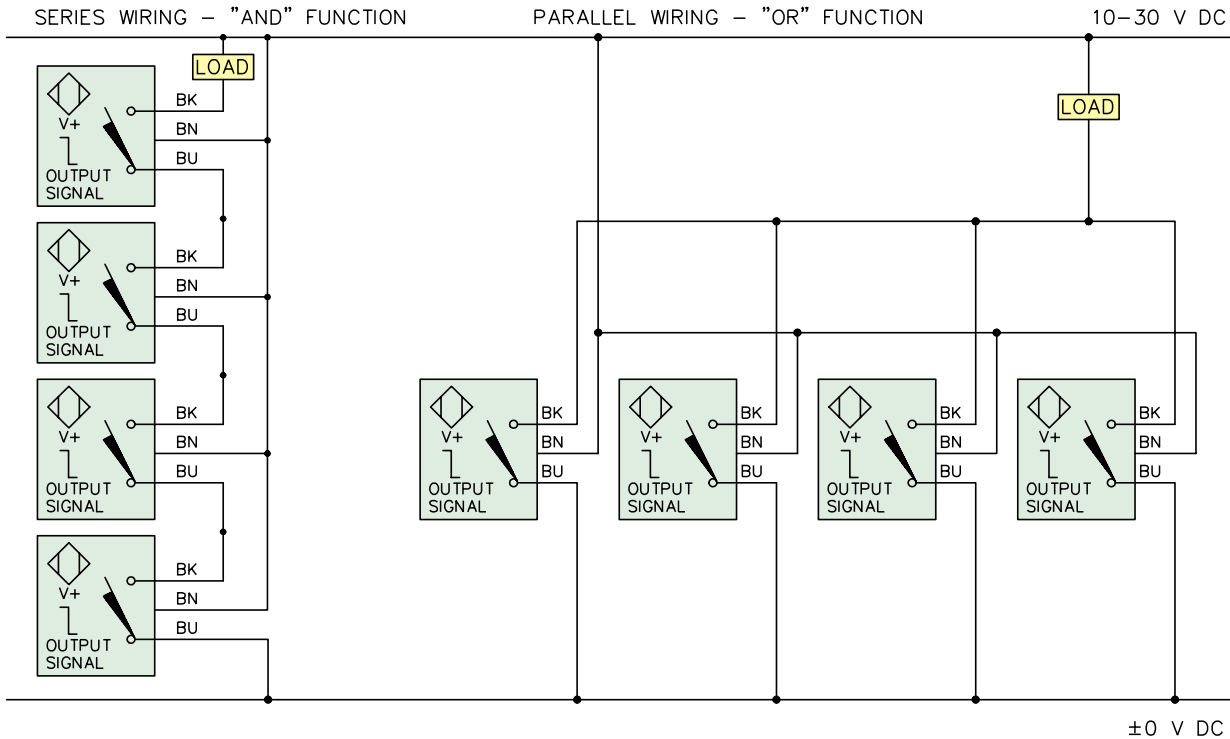 SERIES WIRING – "AND" FUNCTION
PARALLEL WIRING – "OR" FUNCTION
10–30 V DC
LOAD
BK
BN
BU
V+
OUTPUT
SIGNAL
BK
BN
BU
V+
OUTPUT
SIGNAL
BK
BN
BU
V+
OUTPUT
SIGNAL
BK
BN
BU
V+
OUTPUT
SIGNAL
LOAD
BK
BN
BU
V+
OUTPUT
SIGNAL
BK
BN
BU
V+
OUTPUT
SIGNAL
BK
BN
BU
V+
OUTPUT
SIGNAL
BK
BN
BU
V+
OUTPUT
SIGNAL
±0 V DC